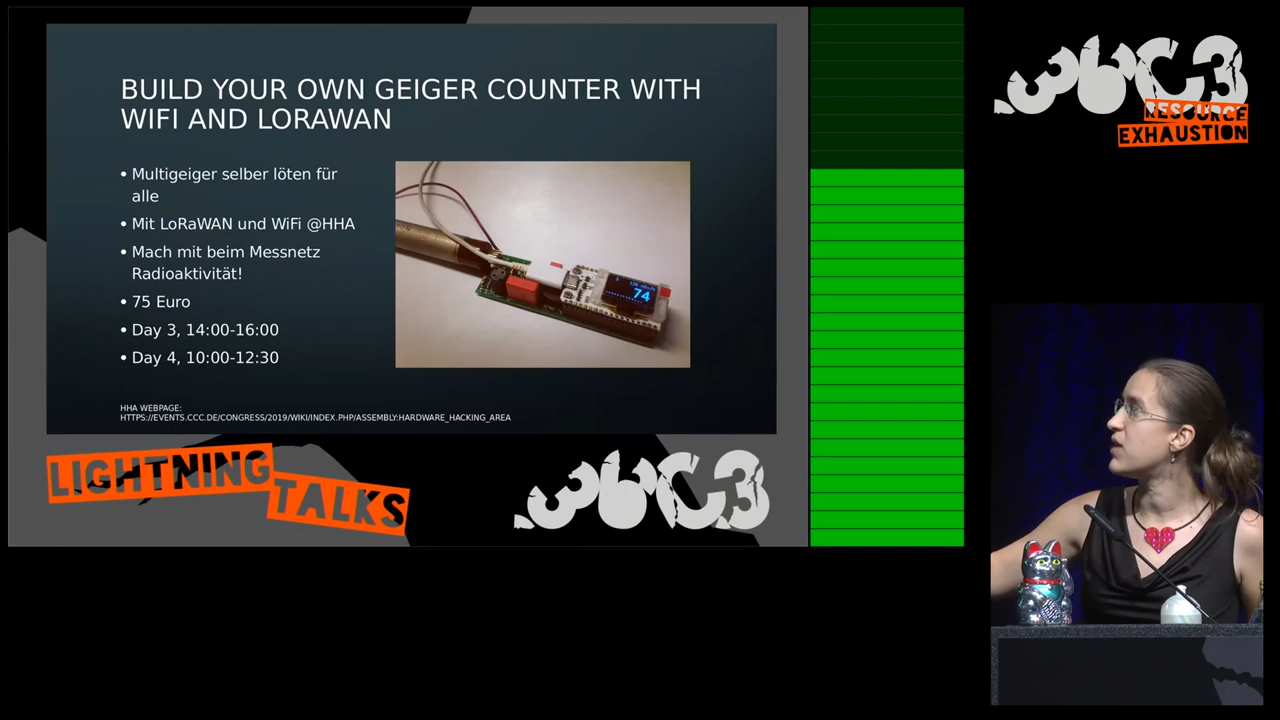 BUILD YOUR OWN GEIGER COUNTER WITH
WIFI AND LORAWAN
• Multigeiger selber löten für
alle
• Mit LoRaWAN und WiFi @HHA
• Mach mit beim Messnetz
Radioaktivität!
• 75 Euro
• Day 3, 14:00-16:00
• Day 4, 10:00-12:30
74
HHA WEBPAGE:
HTTPS://EVENTS.CCC.DE/CONGRESS/2019/WIKI/INDEX.PHP/ASSEMBLY:HARDWARE_HACKING_AREA
LIGHTNING
TALKS
36C3
36C3
RESOURCE
EXHAUSTION